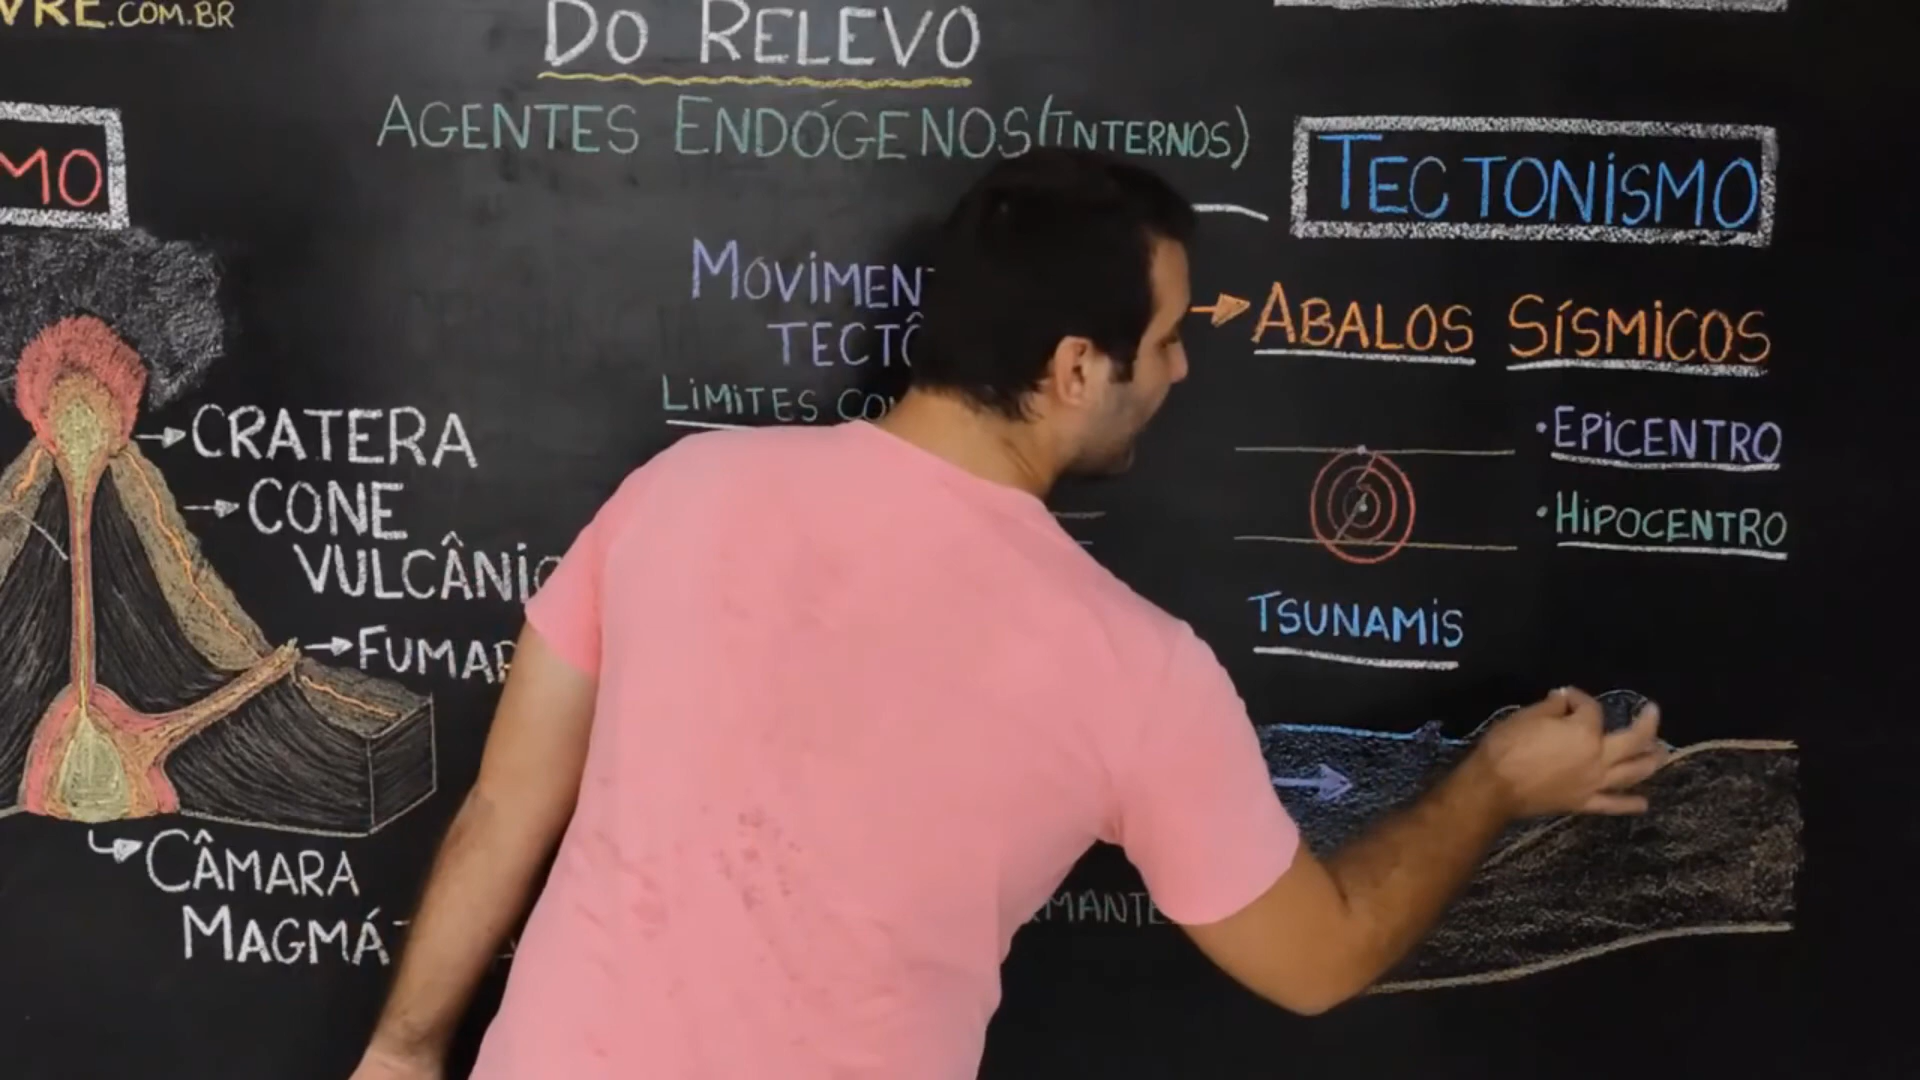 VRE.COM.BR
DO RELEVO
AGENTES ENDÓGENOS (INTERNOS)
MO
TECTONISMO
MOVIMEN
TECTÔ
LIMITES CO
ABALOS SÍSMICOS
CRATERA
CONE
VULCÂNIC
FUMAR
CÂMARA
MAGMÁ
• EPICENTRO
• HIPOCENTRO
TSUNAMIS
MANTE